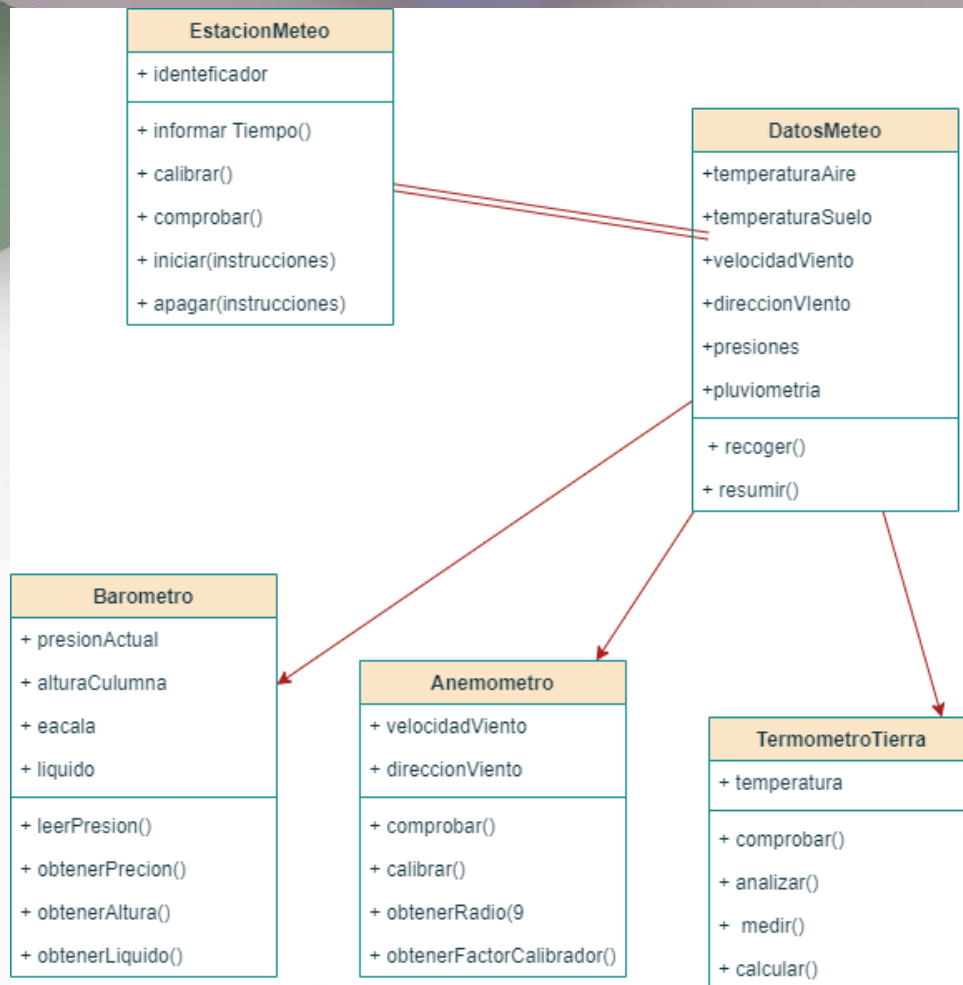 EstacionMeteo
+ identeficador
+ informar Tiempo()
+ calibrar()
+ comprobar()
+ iniciar(instrucciones)
+ apagar(instrucciones)
DatosMeteo
+temperaturaAire
+temperaturaSuelo
+velocidadViento
+direccionVIento
+presiones
+pluviometria
+ recoger()
+ resumir()
Barometro
+ presionActual
+ alturaCulumna
+ eacala
+ liquido
+ leerPresion()
+ obtenerPrecion()
+ obtenerAltura()
+ obtenerLiquido()
Anemometro
+ velocidadViento
+ direccionViento
+ comprobar()
+ calibrar()
+ obtenerRadio(9
+ obtenerFactorCalibrador()
TermometroTierra
+ temperatura
+ comprobar()
+ analizar()
+ medir()
+ calcular()